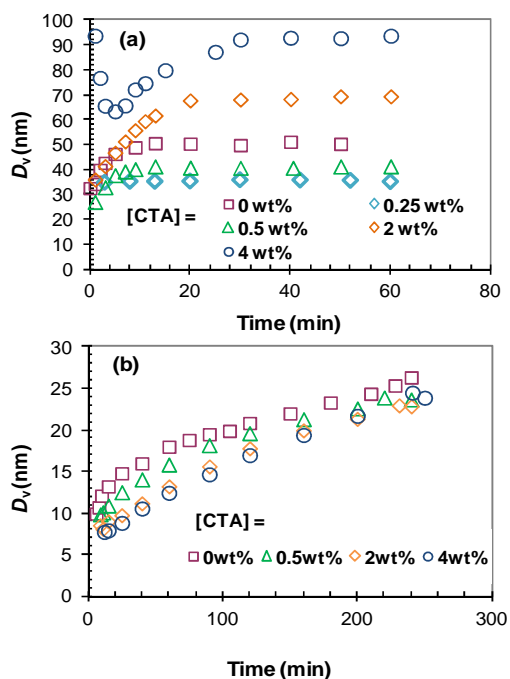 (a)
100
90
80
70
60
50
40
30
20
10
0
Dv (nm)
[CTA] =
0 wt%
0.25 wt%
0.5 wt%
2 wt%
4 wt%
0 20 40 60 80
Time (min)
(b)
30
25
20
15
10
5
0
Dv (nm)
[CTA] =
0wt% 0.5wt% 2wt% 4wt%
0 100 200 300
Time (min)